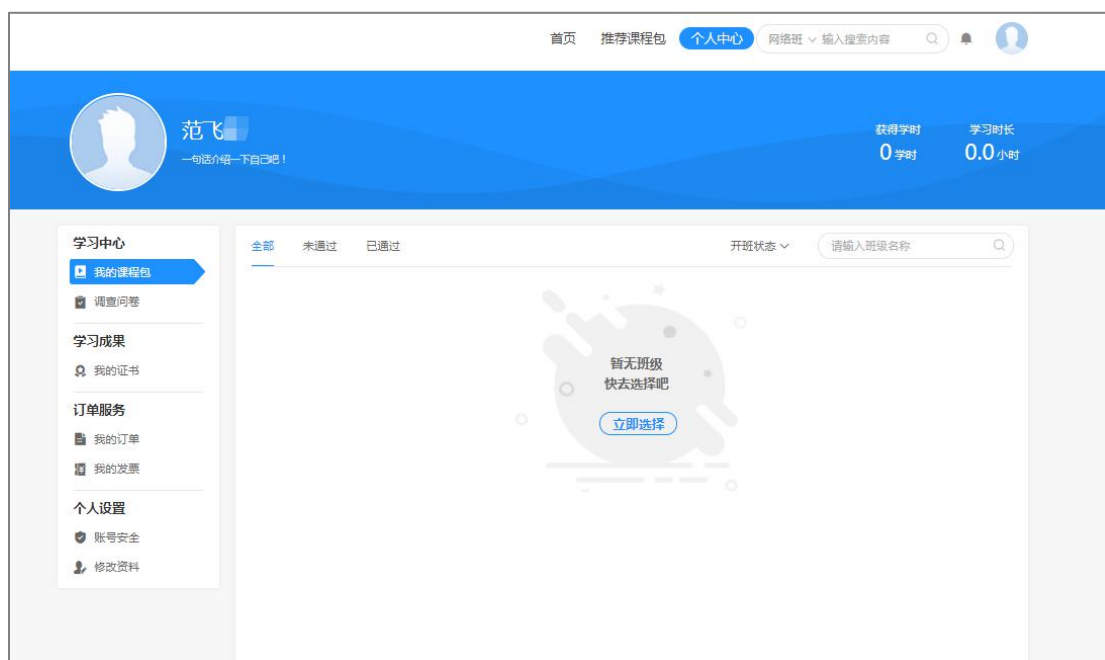 首页 推荐课程包 个人中心 网络班 输入搜索内容
范飞
一句话介绍一下自己吧！
获得学时 学习时长
0 学时 0.0 小时
学习中心
我的课程包
调查问卷
学习成果
我的证书
订单服务
我的订单
我的发票
个人设置
账号安全
修改资料
全部 未通过 已通过 开班状态 请输入班级名称
暂无班级
快去选择吧
立即选择